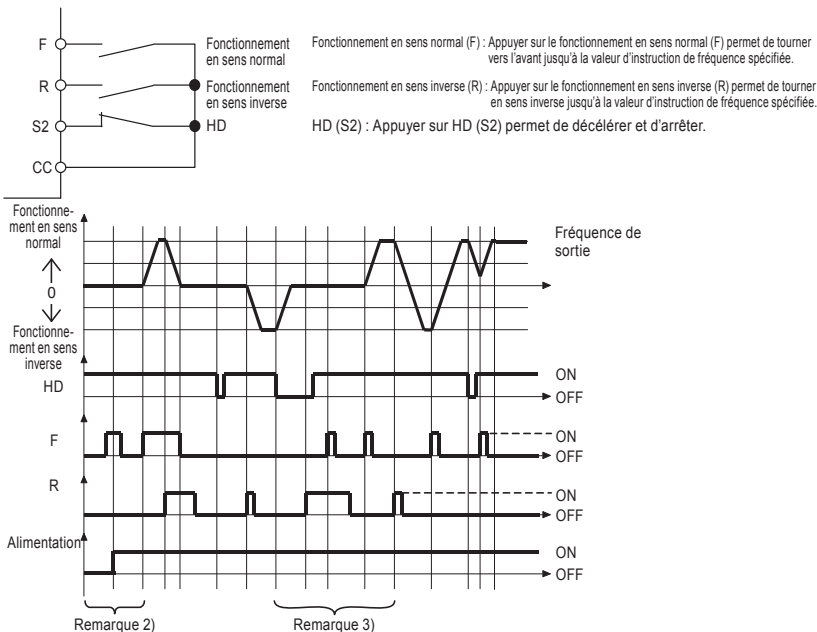 F
Fonctionnement
en sens normal
Fonctionnement en sens normal (F) : Appuyer sur le fonctionnement en sens normal (F) permet de tourner
vers l'avant jusqu'à la valeur d'instruction de fréquence spécifiée.
R
Fonctionnement
en sens inverse
Fonctionnement en sens inverse (R) : Appuyer sur le fonctionnement en sens inverse (R) permet de tourner
en sens inverse jusqu'à la valeur d'instruction de fréquence spécifiée.
S2
HD
HD (S2) : Appuyer sur HD (S2) permet de décélérer et d'arrêter.
CC
Fonctionne-
ment en sens
normal
0
Fonctionne-
ment en sens
inverse
Fréquence de
sortie
HD
ON
OFF
F
ON
OFF
R
ON
OFF
Alimentation
ON
OFF
Remarque 2)
Remarque 3)